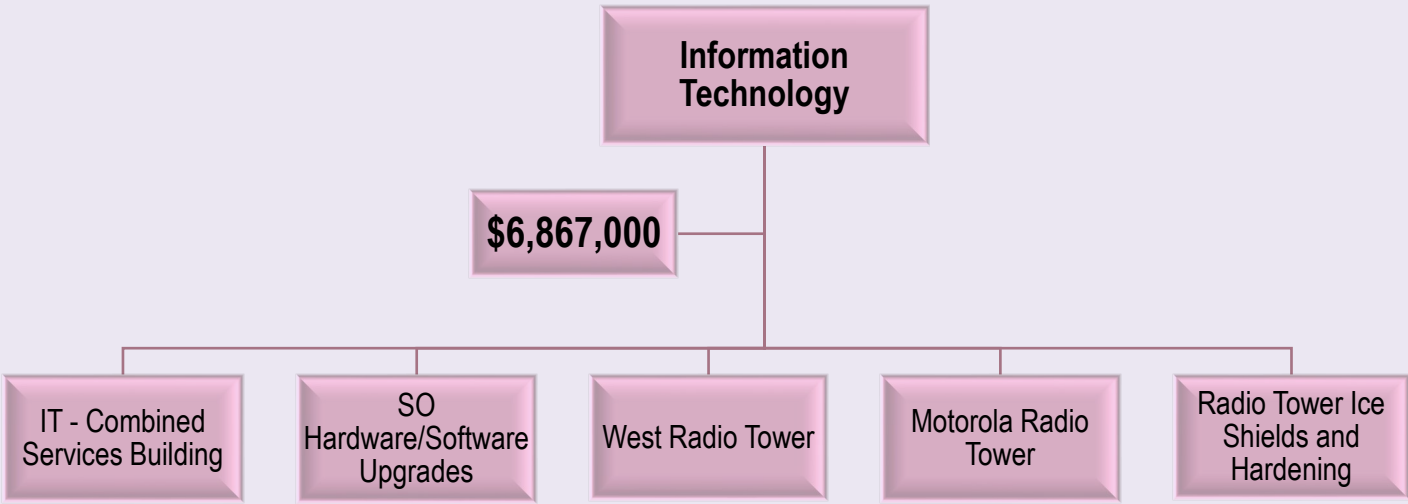 Information
Technology
$6,867,000
IT - Combined
Services Building
SO
Hardware/Software
Upgrades
West Radio Tower
Motorola Radio
Tower
Radio Tower Ice
Shields and
Hardening